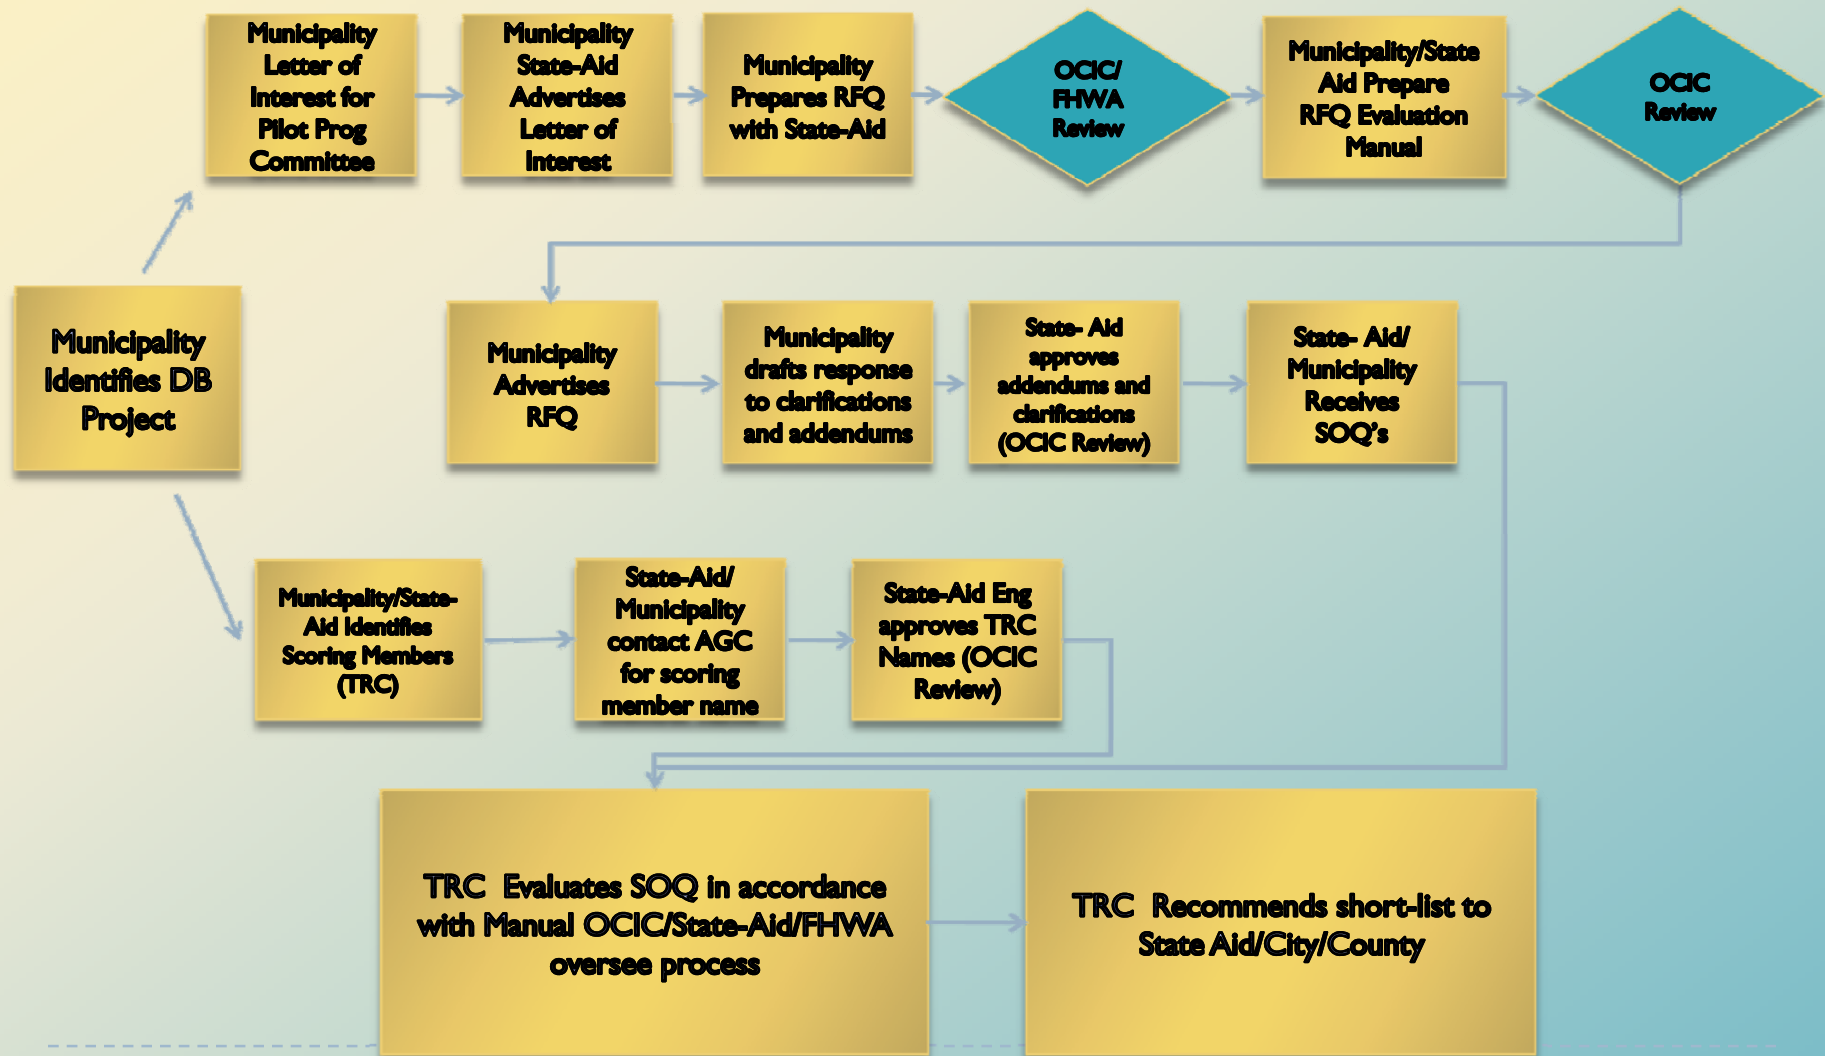 Municipality
Letter of
Interest for
Pilot Prog
Committee
Municipality
State-Aid
Advertises
Letter of
Interest
Municipality
Prepares RFQ
with State-Aid
OCIC/
FHWA
Review
Municipality/State
Aid Prepare
RFQ Evaluation
Manual
OCIC
Review
Municipality
Identifies DB
Project
Municipality
Advertises
RFQ
Municipality
drafts response
to clarifications
and addendums
State- Aid
approves
addendums and
clarifications
(OCIC Review)
State- Aid/
Municipality
Receives
SOQ's
Municipality/State-
Aid Identifies
Scoring Members
(TRC)
State-Aid/
Municipality
contact AGC
for scoring
member name
State-Aid Eng
approves TRC
Names (OCIC
Review)
TRC Evaluates SOQ in accordance
with Manual OCIC/State-Aid/FHWA
oversee process
TRC Recommends short-list to
State Aid/City/County